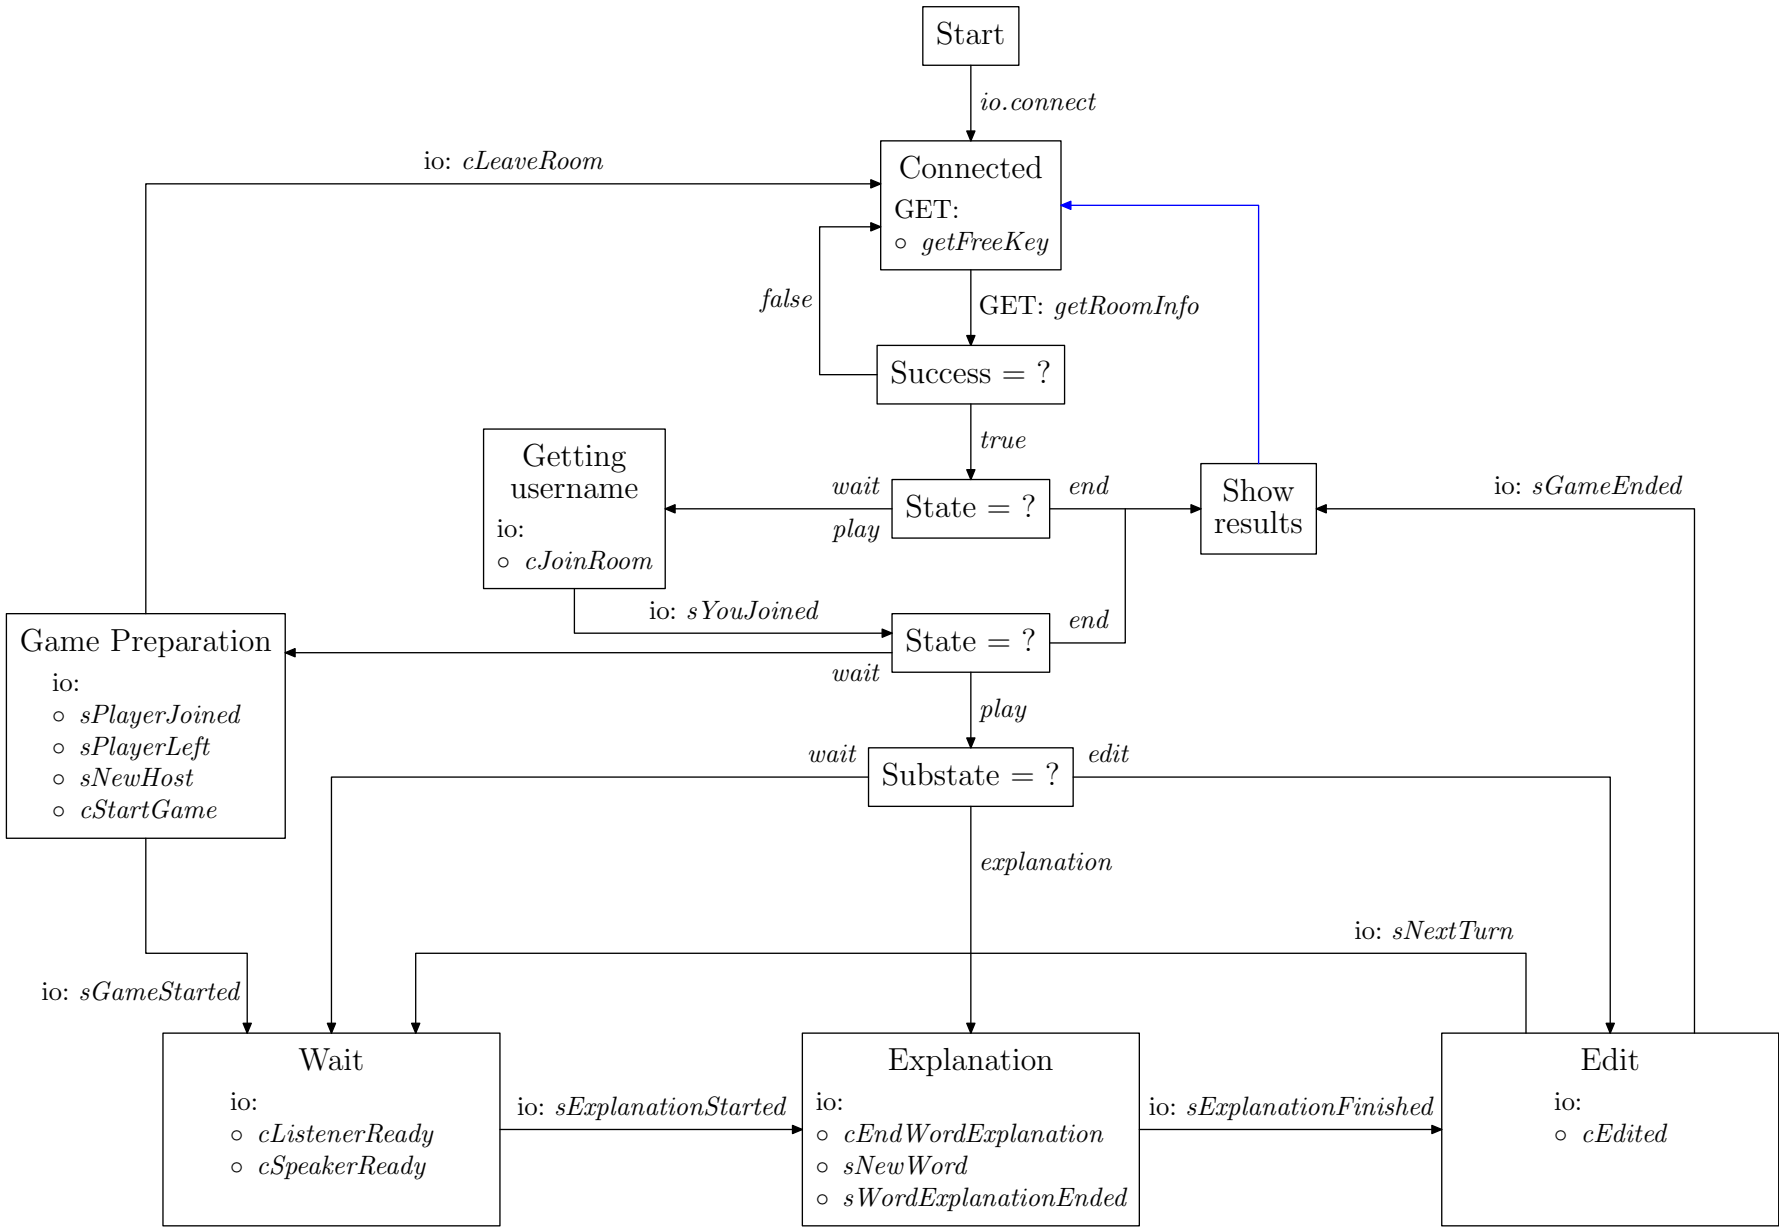 Start
io.connect
io: cLeaveRoom
Connected
GET:
○ getFreeKey
false
GET: getRoomInfo
Success = ?
true
Getting
username
io:
○ cJoinRoom
wait
play
State = ?
end
Show
results
io: sGameEnded
io: sYouJoined
State = ?
end
wait
play
Game Preparation
io:
○ sPlayerJoined
○ sPlayerLeft
○ sNewHost
○ cStartGame
wait
Substate = ?
edit
explanation
io: sNextTurn
io: sGameStarted
Wait
io:
○ cListenerReady
○ cSpeakerReady
io: sExplanationStarted
Explanation
io:
○ cEndWordExplanation
○ sNewWord
○ sWordExplanationEnded
io: sExplanationFinished
Edit
io:
○ cEdited